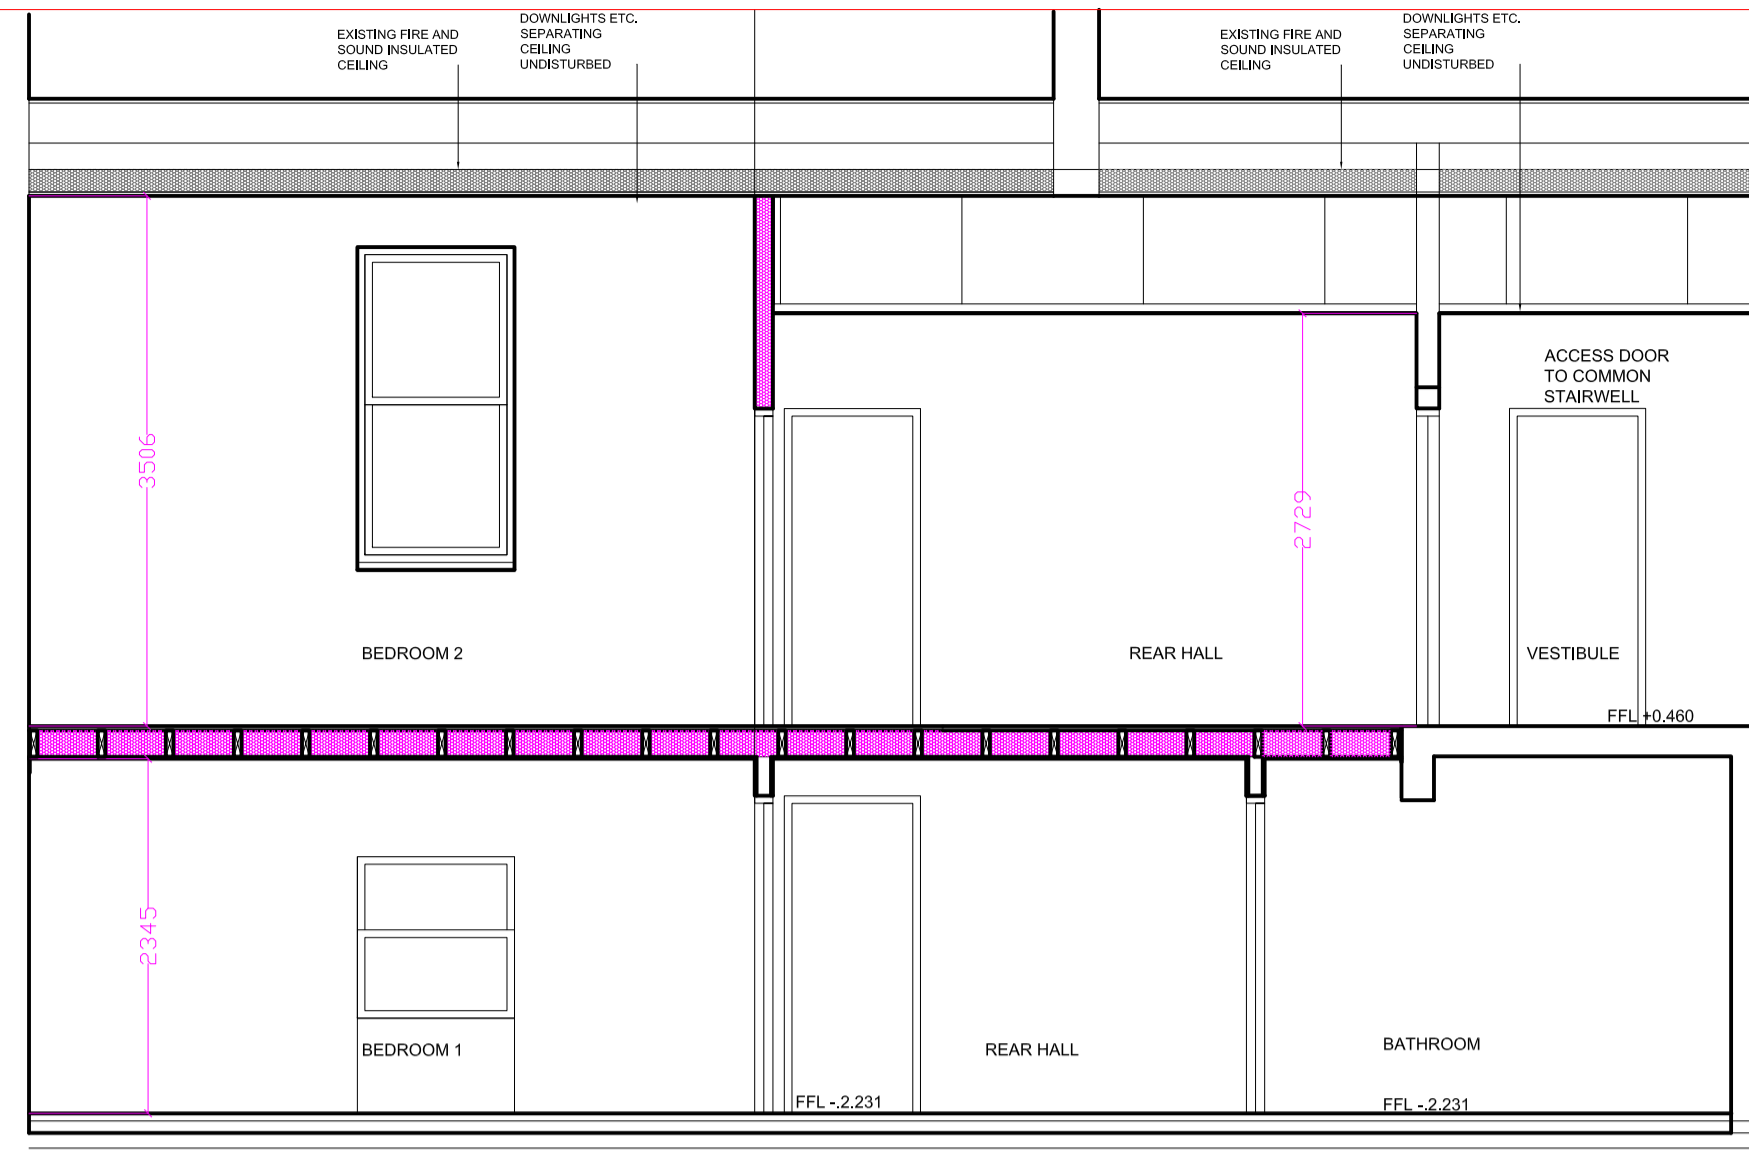 EXISTING FIRE AND
SOUND INSULATED
CEILING
DOWNLIGHTS ETC.
SEPARATING
CEILING
UNDISTURBED
EXISTING FIRE AND
SOUND INSULATED
CEILING
DOWNLIGHTS ETC.
SEPARATING
CEILING
UNDISTURBED
3506
2729
ACCESS DOOR
TO COMMON
STAIRWELL
BEDROOM 2
REAR HALL
VESTIBULE
FFL +0.460
2345
BEDROOM 1
REAR HALL
BATHROOM
FFL -.2.231
FFL -.2.231